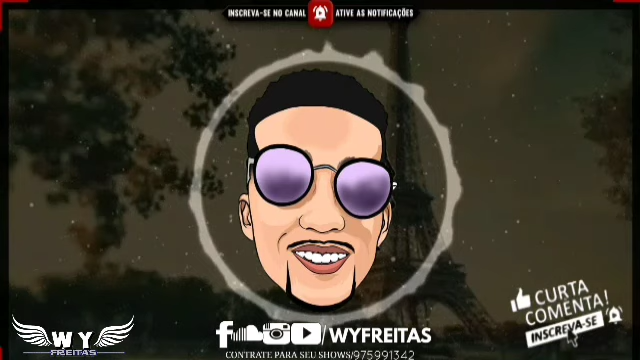 INSCREVA-SE NO CANAL ATIVE AS NOTIFICAÇÕES
CURTA
COMENTA!
INSCREVA-SE
WY
FREITAS
/WYFREITAS
CONTRATE PARA SEU SHOWS/975991342